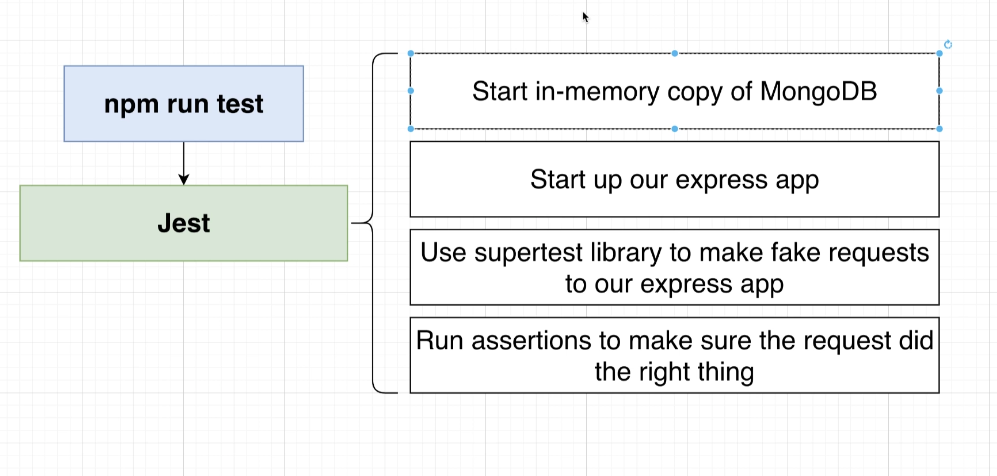 npm run test
Jest
Start in-memory copy of MongoDB
Start up our express app
Use supertest library to make fake requests
to our express app
Run assertions to make sure the request did
the right thing